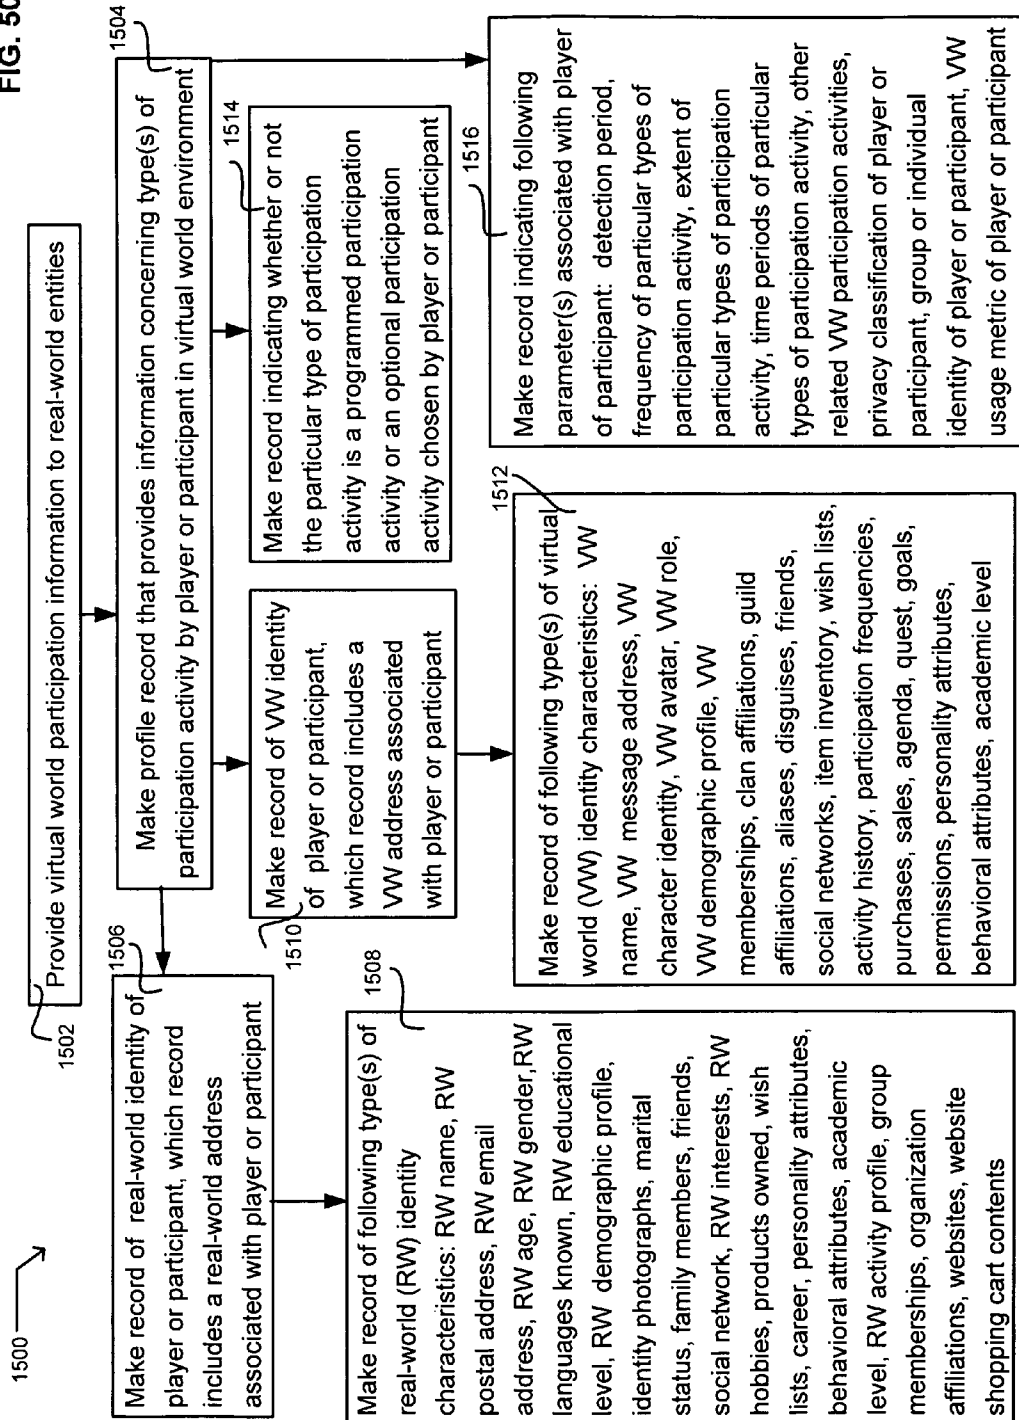 FIG. 50
1500
1502
Provide virtual world participation information to real-world entities
1504
Make profile record that provides information concerning type(s) of
participation activity by player or participant in virtual world environment
1506
Make record of real-world identity of
player or participant, which record
includes a real-world address
associated with player or participant
1510
Make record of VW identity
of player or participant,
which record includes a
VW address associated
with player or participant
1514
Make record indicating whether or not
the particular type of participation
activity is a programmed participation
activity or an optional participation
activity chosen by player or participant
1508
Make record of following type(s) of
real-world (RW) identity
characteristics: RW name, RW
postal address, RW email
address, RW age, RW gender,RW
languages known, RW educational
level, RW demographic profile,
identity photographs, marital
status, family members, friends,
social network, RW interests, RW
hobbies, products owned, wish
lists, career, personality attributes,
behavioral attributes, academic
level, RW activity profile, group
memberships, organization
affiliations, websites, website
shopping cart contents
1512
Make record of following type(s) of virtual
world (VW) identity characteristics: VW
name, VW message address, VW
character identity, VW avatar, VW role,
VW demographic profile, VW
memberships, clan affiliations, guild
affiliations, aliases, disguises, friends,
social networks, item inventory, wish lists,
activity history, participation frequencies,
purchases, sales, agenda, quest, goals,
permissions, personality attributes,
behavioral attributes, academic level
1516
Make record indicating following
parameter(s) associated with player
of participant: detection period,
frequency of particular types of
participation activity, extent of
particular types of participation
activity, time periods of particular
types of participation activity, other
related VW participation activities,
privacy classification of player or
participant, group or individual
identity of player or participant, VW
usage metric of player or participant